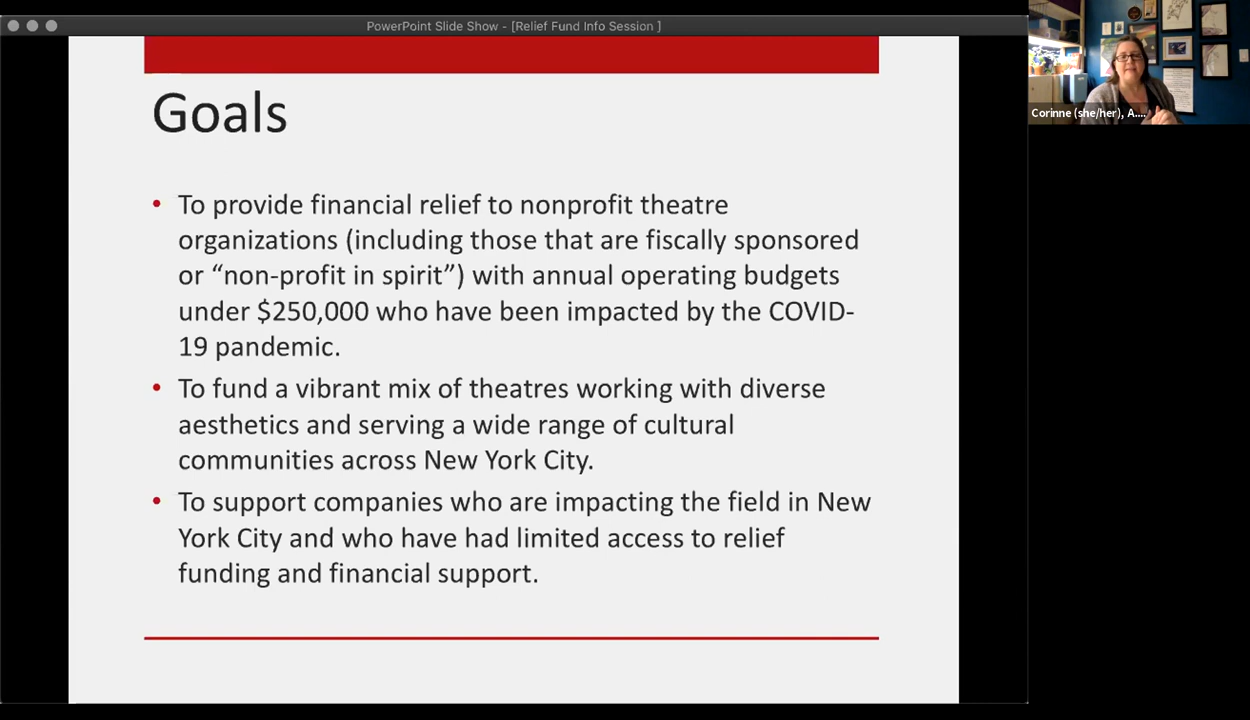 PowerPoint Slide Show - [Relief Fund Info Session ]
Goals
• To provide financial relief to nonprofit theatre
organizations (including those that are fiscally sponsored
or “non-profit in spirit”) with annual operating budgets
under $250,000 who have been impacted by the COVID-
19 pandemic.
• To fund a vibrant mix of theatres working with diverse
aesthetics and serving a wide range of cultural
communities across New York City.
• To support companies who are impacting the field in New
York City and who have had limited access to relief
funding and financial support.
Corinne (she/her), A....